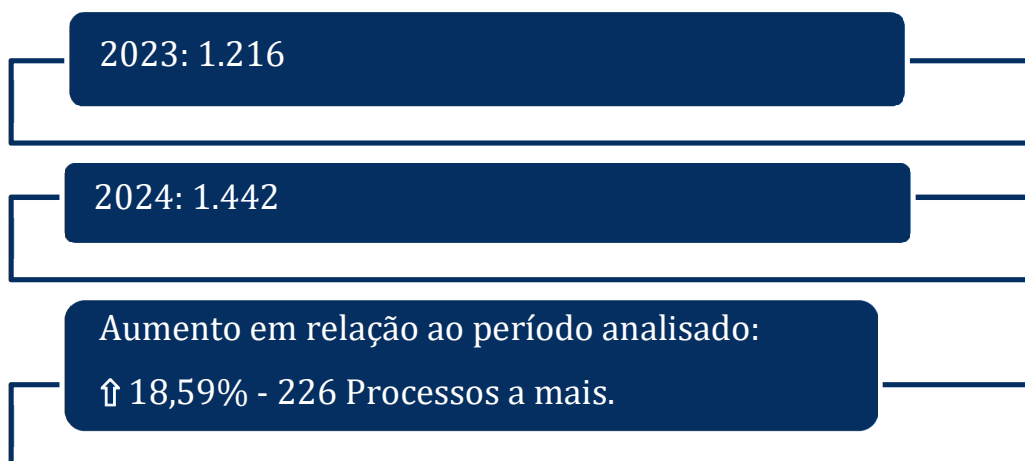 2023: 1.216
2024: 1.442
Aumento em relação ao período analisado:
⇧ 18,59% - 226 Processos a mais.